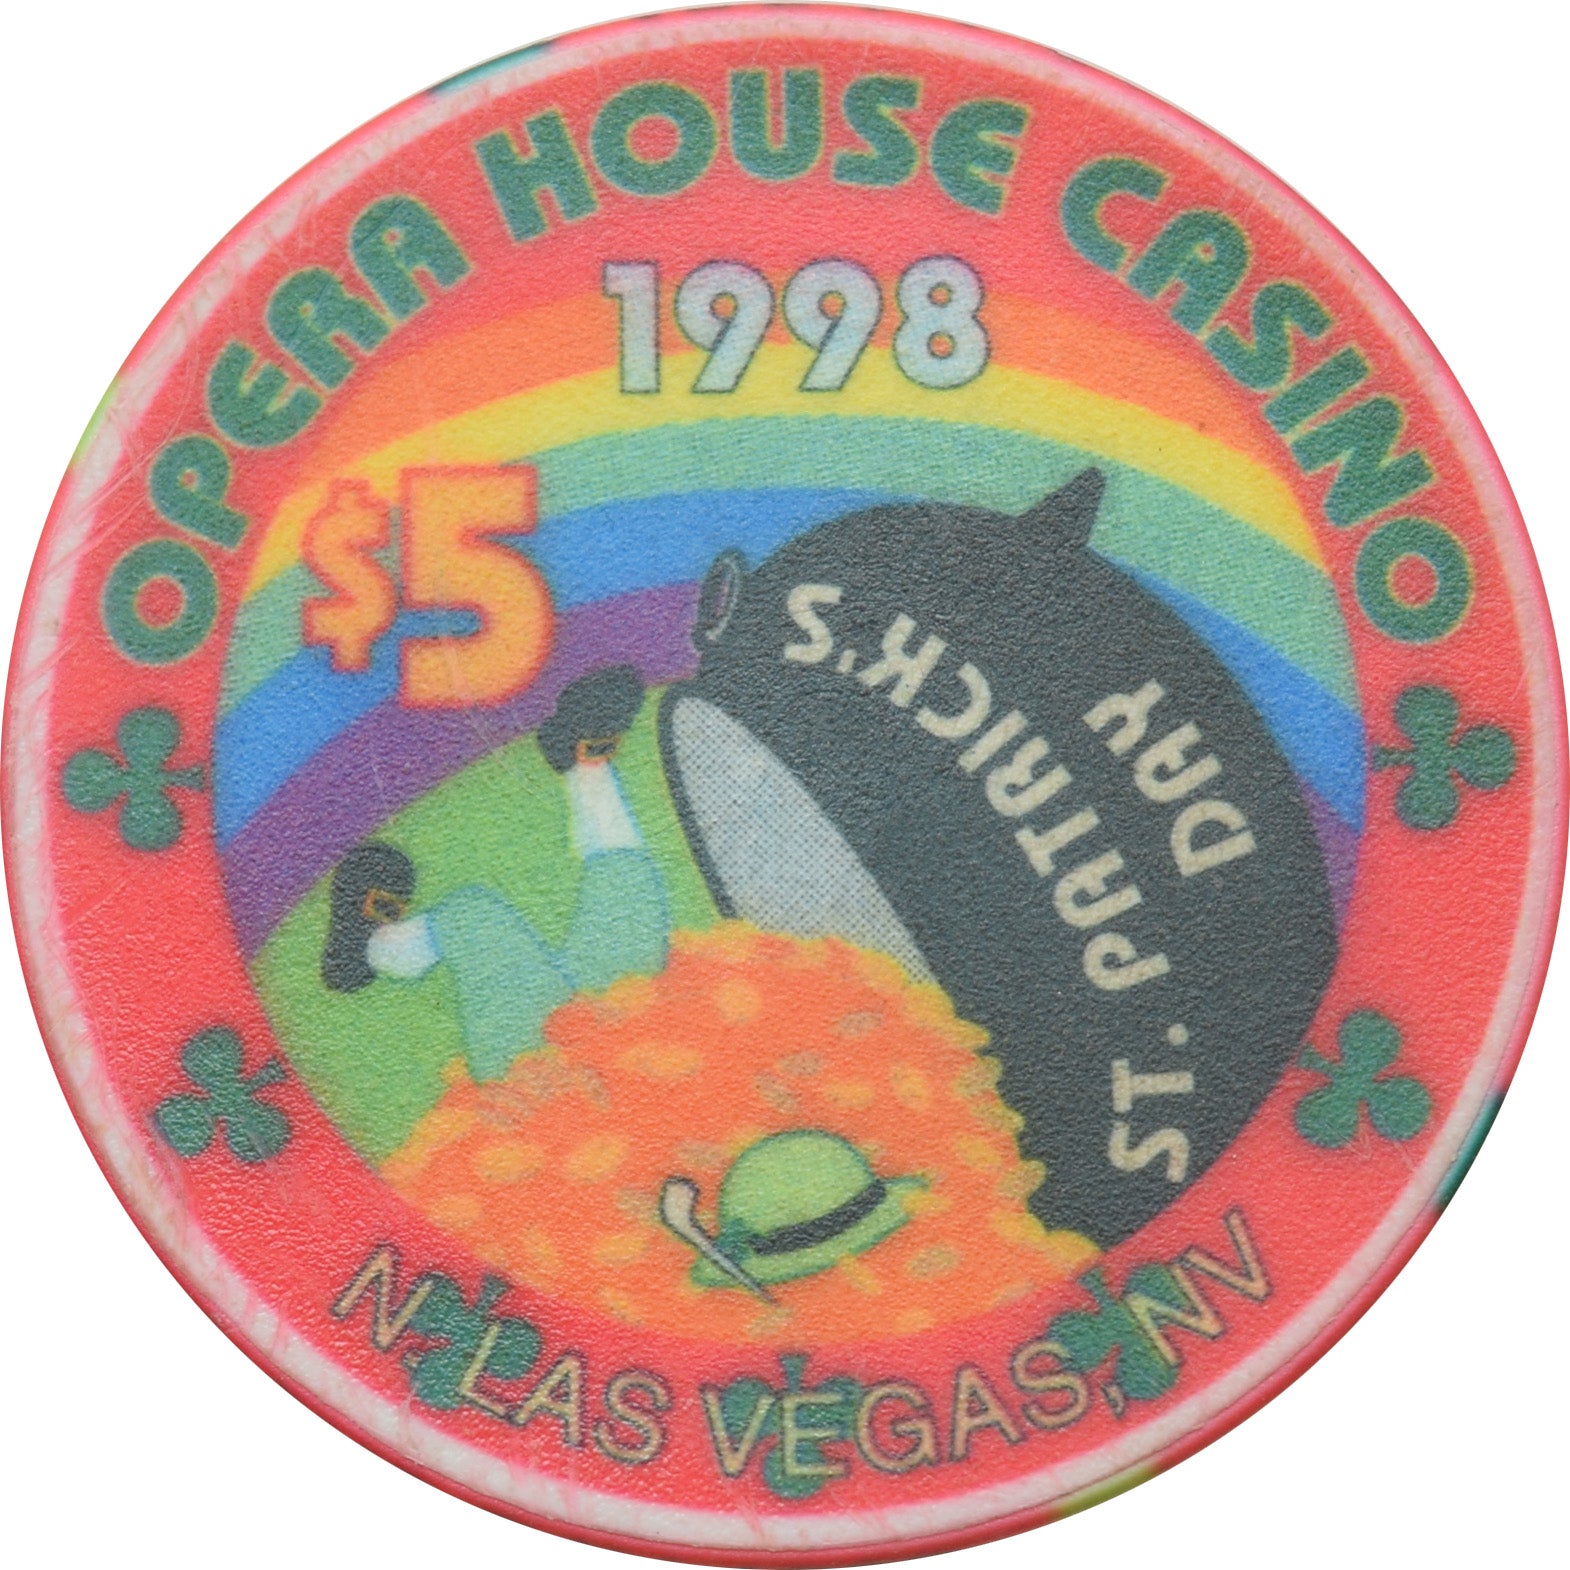 OPERA HOUSE CASINO
1998
$5
ST. PATRICK'S
DAY
N. LAS VEGAS, NV